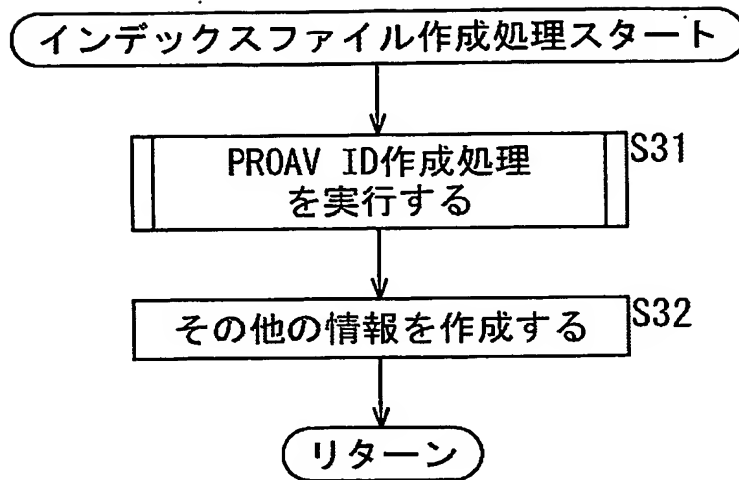 インデックスファイル作成処理スタート
PROAV ID作成処理
を実行する
S31
その他の情報を作成する
S32
リターン